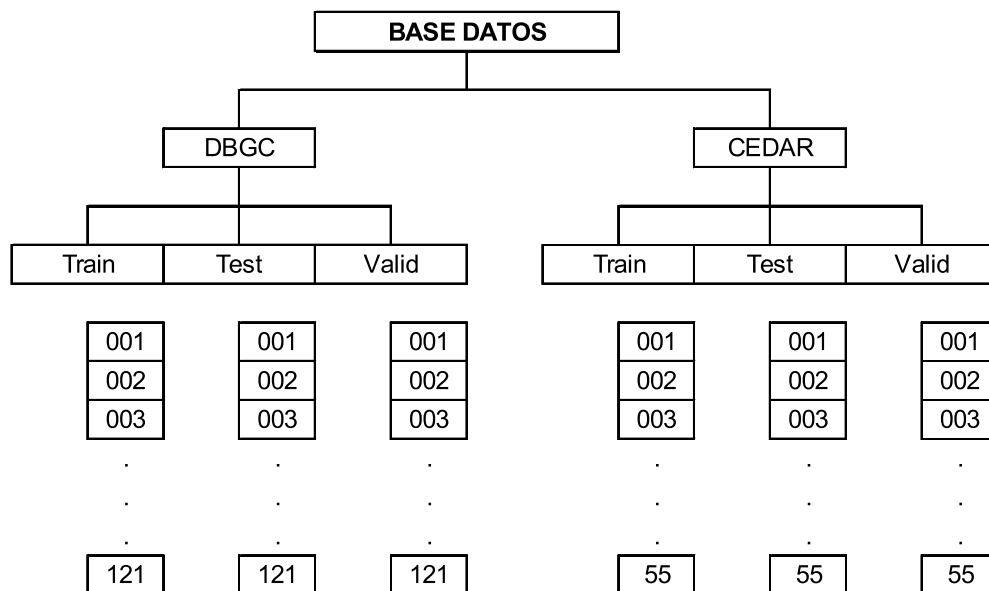 BASE DATOS
DBGC CEDAR
Train Test Valid Train Test Valid
001 001 001 001 001 001
002 002 002 002 002 002
003 003 003 003 003 003
. . . . . .
. . . . . .
. . . . . .
121 121 121 55 55 55